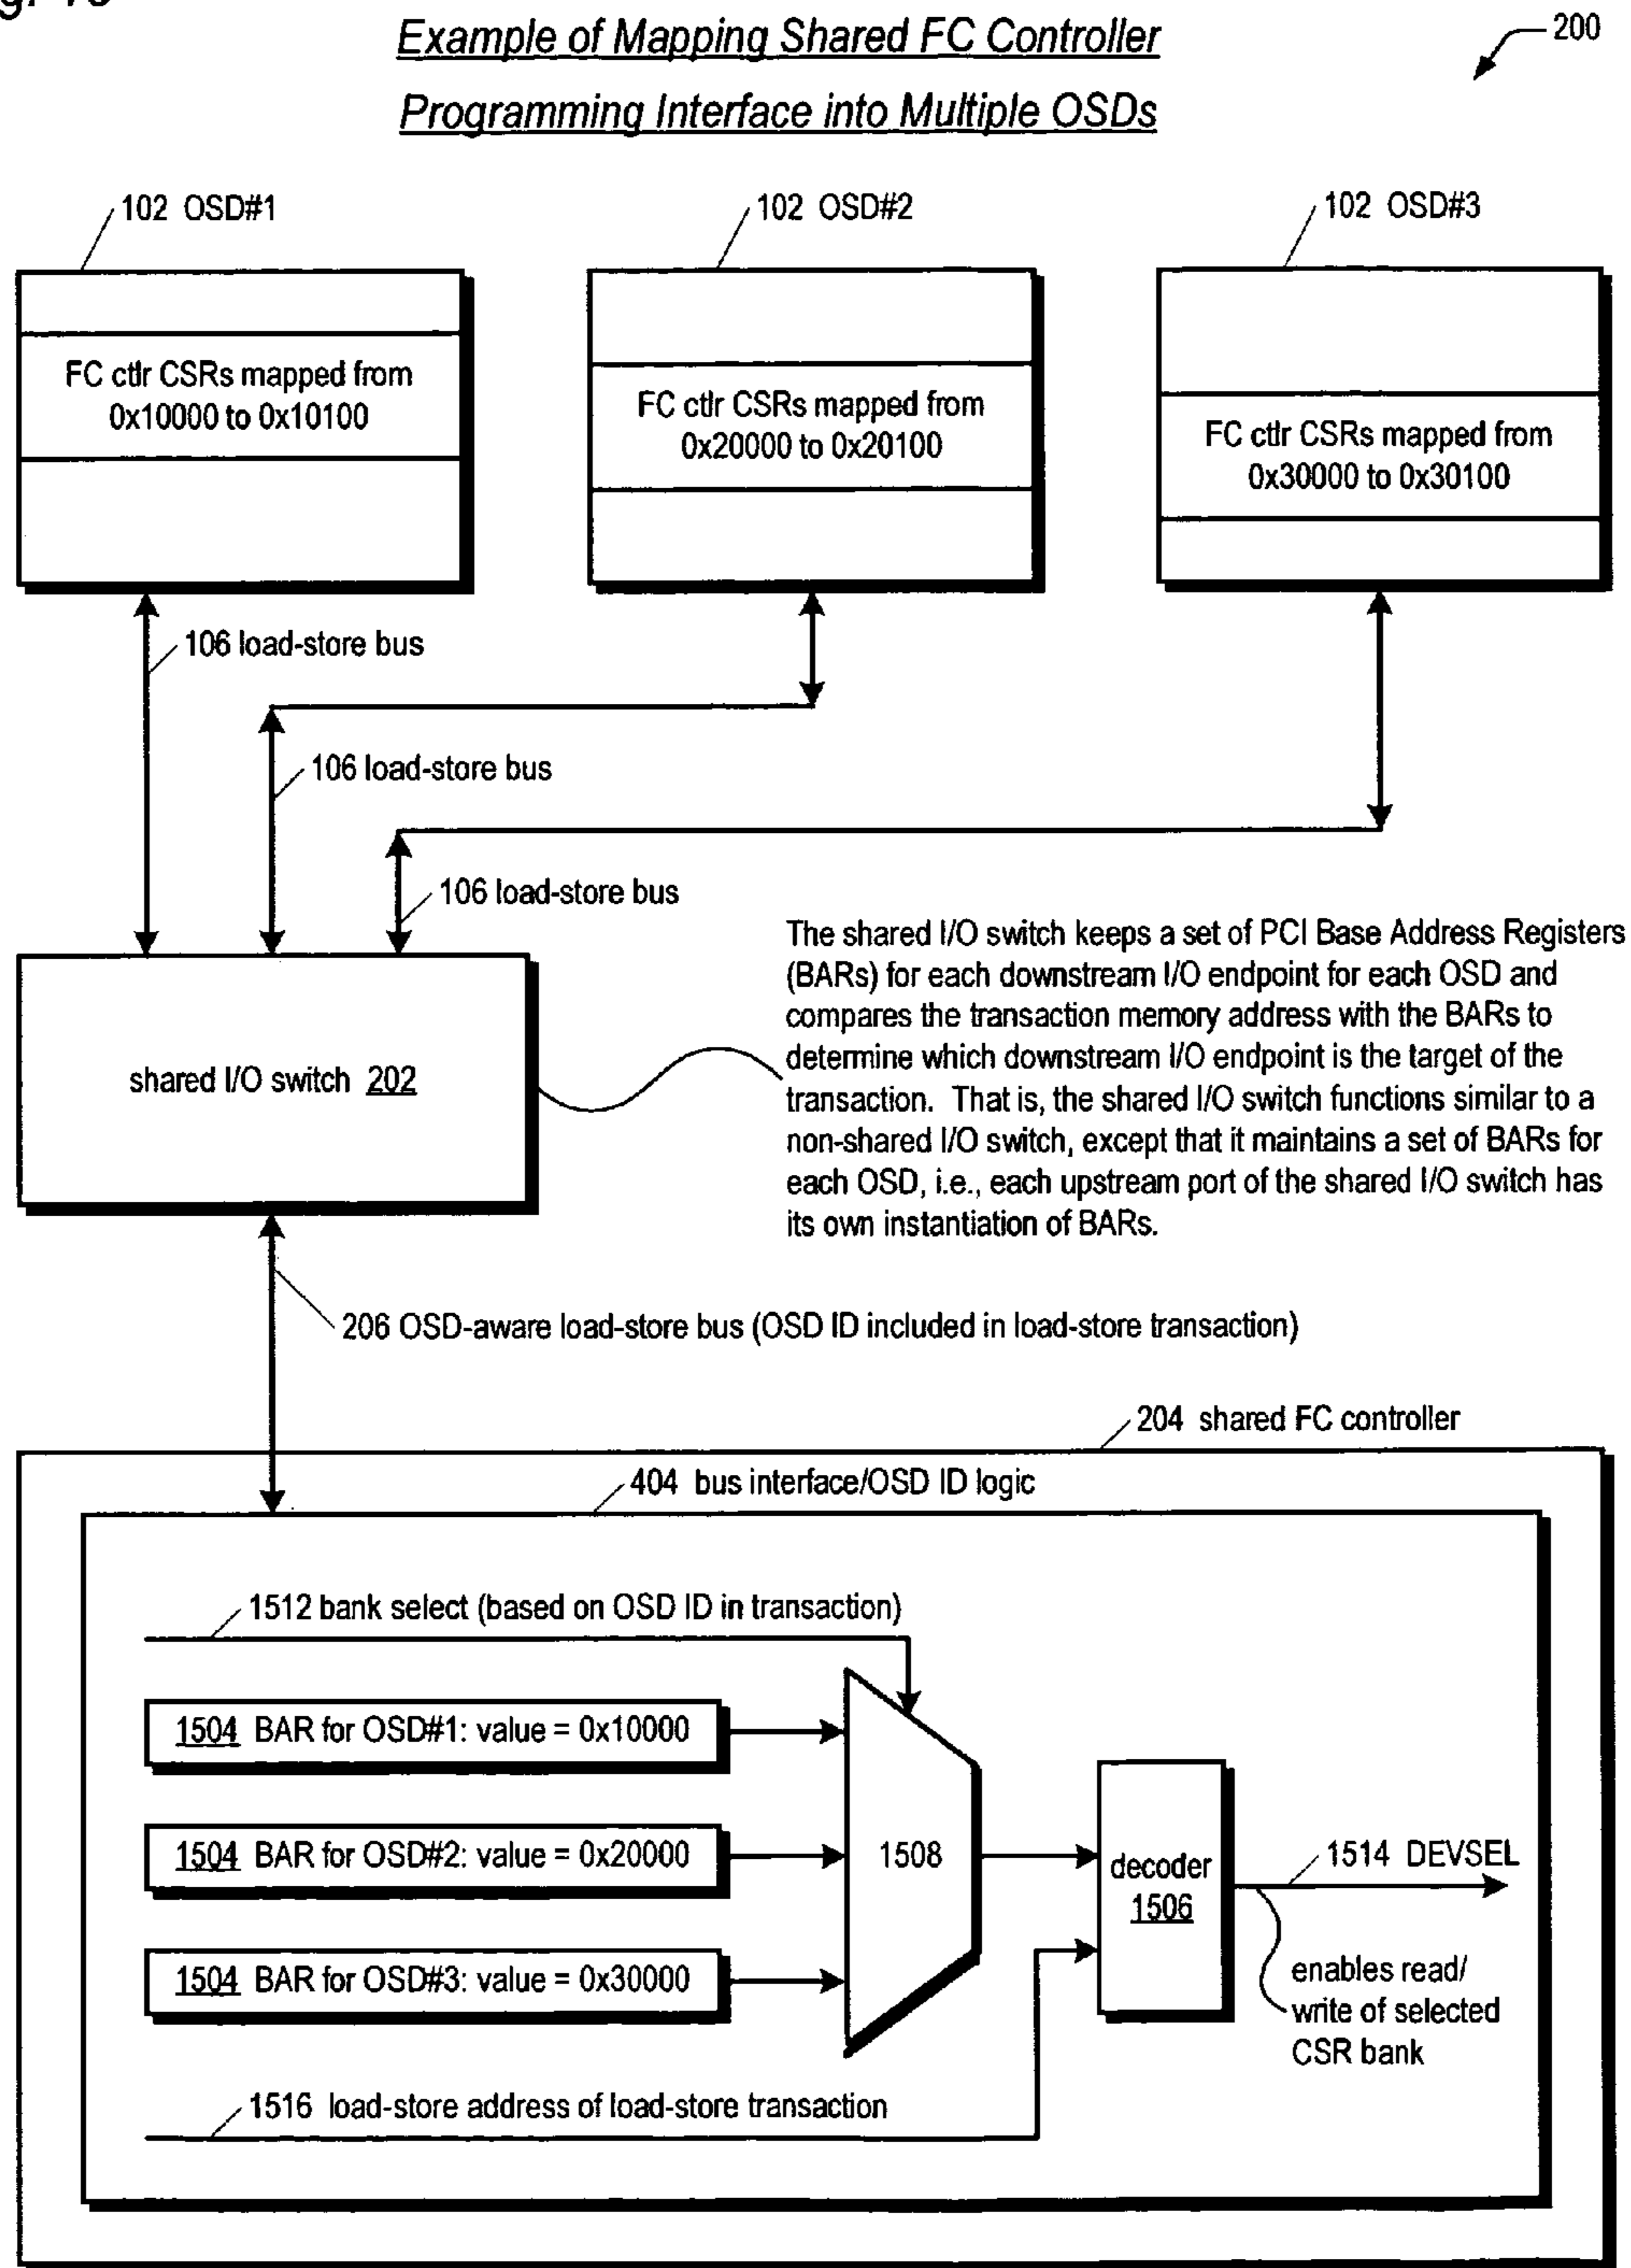 Example of Mapping Shared FC Controller
Programming Interface into Multiple OSDs
200
102 OSD#1
102 OSD#2
102 OSD#3
FC ctlr CSRs mapped from
0x10000 to 0x10100
FC ctlr CSRs mapped from
0x20000 to 0x20100
FC ctlr CSRs mapped from
0x30000 to 0x30100
106 load-store bus
106 load-store bus
106 load-store bus
The shared I/O switch keeps a set of PCI Base Address Registers
(BARs) for each downstream I/O endpoint for each OSD and
compares the transaction memory address with the BARs to
determine which downstream I/O endpoint is the target of the
transaction. That is, the shared I/O switch functions similar to a
non-shared I/O switch, except that it maintains a set of BARs for
each OSD, i.e., each upstream port of the shared I/O switch has
its own instantiation of BARs.
shared I/O switch 202
206 OSD-aware load-store bus (OSD ID included in load-store transaction)
204 shared FC controller
404 bus interface/OSD ID logic
1512 bank select (based on OSD ID in transaction)
1504 BAR for OSD#1: value = 0x10000
1504 BAR for OSD#2: value = 0x20000
1508
decoder
1506
1514 DEVSEL
1504 BAR for OSD#3: value = 0x30000
enables read/
write of selected
CSR bank
1516 load-store address of load-store transaction